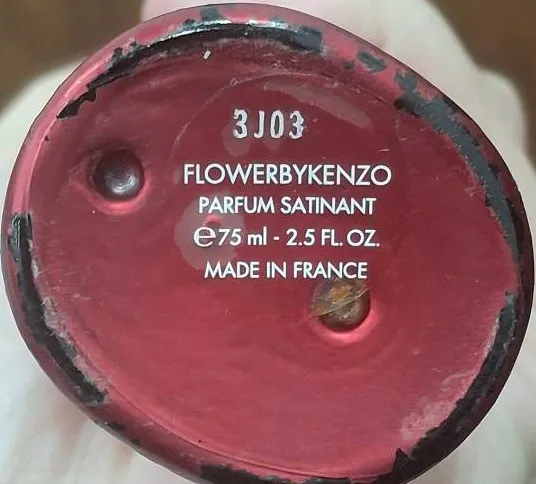 3J03
FLOWERBYKENZO
PARFUM SATINANT
℮75 ml - 2.5 FL. OZ.
MADE IN FRANCE